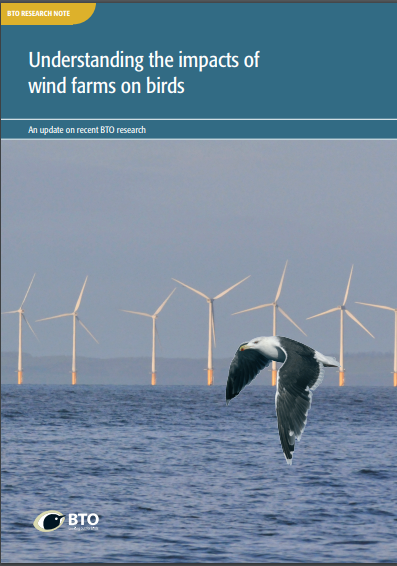 BTO RESEARCH NOTE
Understanding the impacts of
wind farms on birds
An update on recent BTO research
BTO